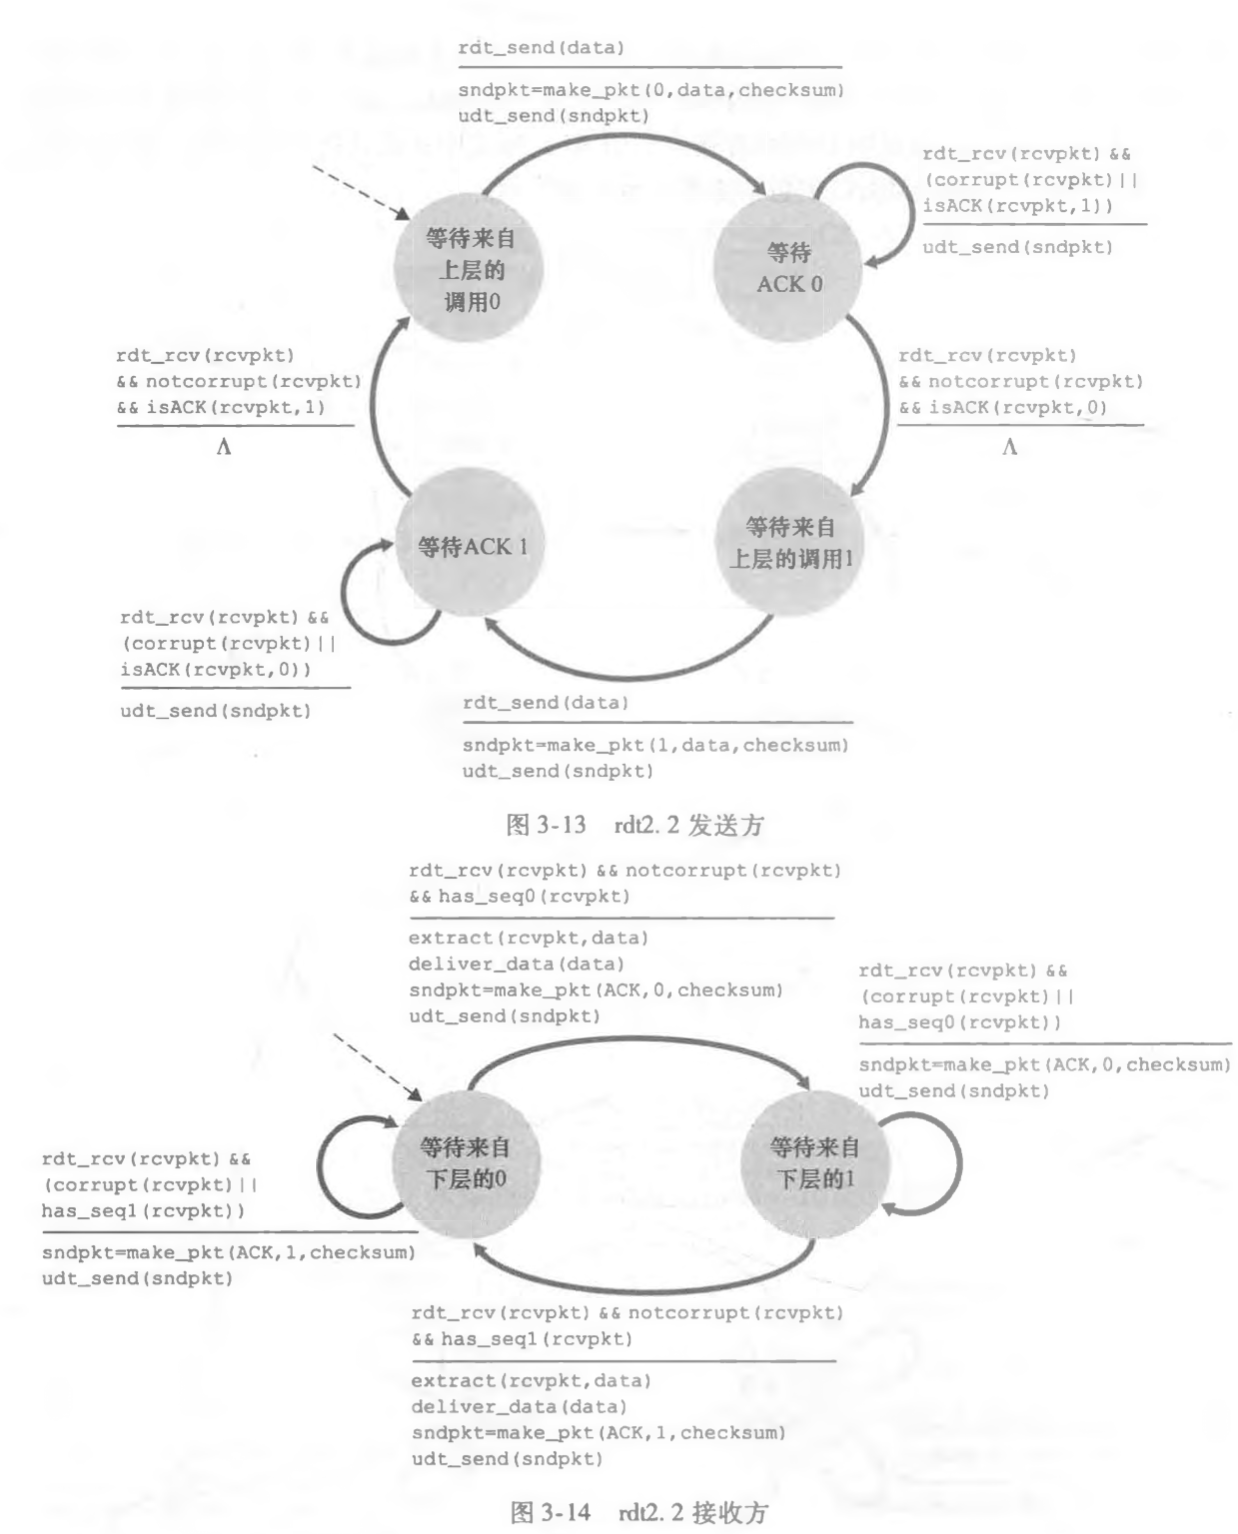 rdt_send(data)
sndpkt=make_pkt(0,data,checksum)
udt_send(sndpkt)
rdt_rcv(rcvpkt) &&
(corrupt(rcvpkt)||
isACK(rcvpkt,1))
udt_send(sndpkt)
等待来自
上层的
调用0
等待
ACK 0
rdt_rcv(rcvpkt)
&& notcorrupt(rcvpkt)
&& isACK(rcvpkt,1)
Λ
rdt_rcv(rcvpkt)
&& notcorrupt(rcvpkt)
&& isACK(rcvpkt,0)
Λ
等待ACK 1
等待来自
上层的调用1
rdt_rcv(rcvpkt) &&
(corrupt(rcvpkt)||
isACK(rcvpkt,0))
udt_send(sndpkt)
rdt_send(data)
sndpkt=make_pkt(1,data,checksum)
udt_send(sndpkt)
图 3-13 rdt2. 2 发送方
rdt_rcv(rcvpkt) && notcorrupt(rcvpkt)
&& has_seq0(rcvpkt)
extract(rcvpkt,data)
deliver_data(data)
sndpkt=make_pkt(ACK,0,checksum)
udt_send(sndpkt)
rdt_rcv(rcvpkt) &&
(corrupt(rcvpkt)||
has_seq0(rcvpkt))
sndpkt=make_pkt(ACK,0,checksum)
udt_send(sndpkt)
等待来自
下层的0
等待来自
下层的1
rdt_rcv(rcvpkt) &&
(corrupt(rcvpkt)||
has_seq1(rcvpkt))
sndpkt=make_pkt(ACK,1,checksum)
udt_send(sndpkt)
rdt_rcv(rcvpkt) && notcorrupt(rcvpkt)
&& has_seq1(rcvpkt)
extract(rcvpkt,data)
deliver_data(data)
sndpkt=make_pkt(ACK,1,checksum)
udt_send(sndpkt)
图 3-14 rdt2. 2 接收方